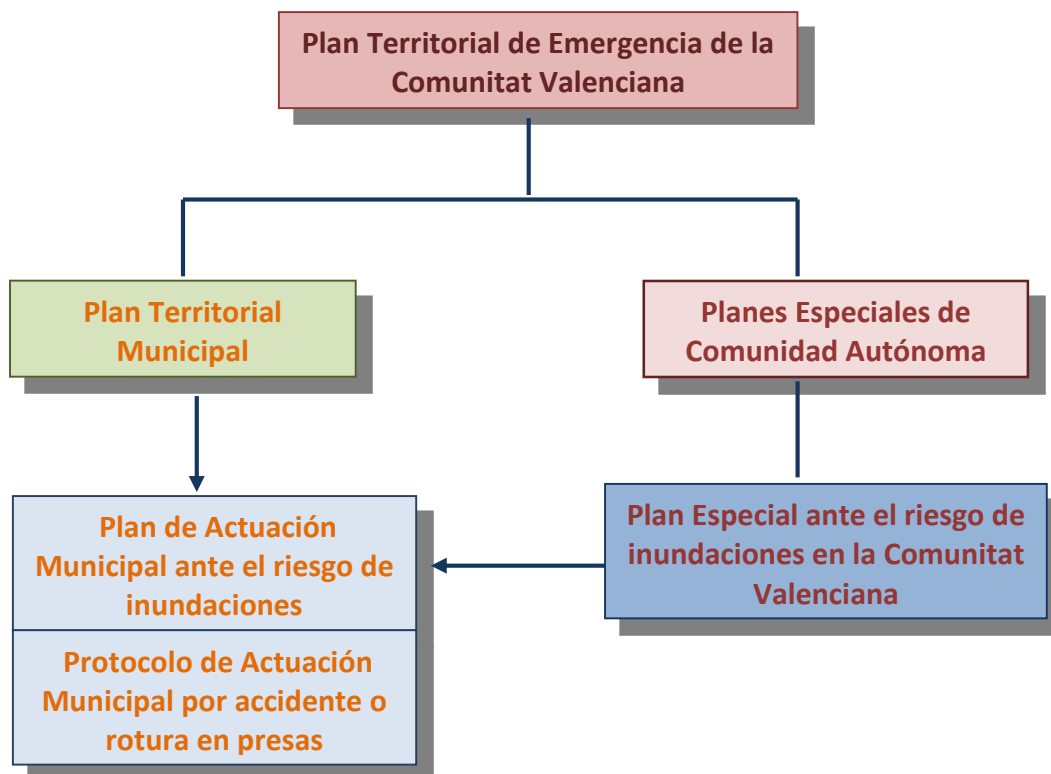 Plan Territorial de Emergencia de la
Comunitat Valenciana
Plan Territorial
Municipal
Planes Especiales de
Comunidad Autónoma
Plan de Actuación
Municipal ante el riesgo de
inundaciones
Plan Especial ante el riesgo de
inundaciones en la Comunitat
Valenciana
Protocolo de Actuación
Municipal por accidente o
rotura en presas